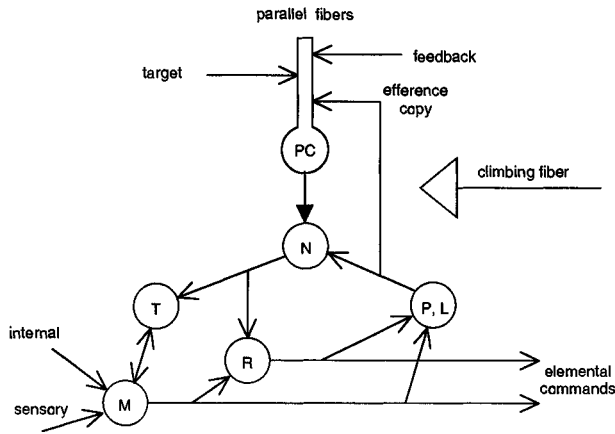 parallel fibers
feedback
target
efference
copy
PC
climbing fiber
N
T
P, L
internal
R
elemental
commands
sensory
M